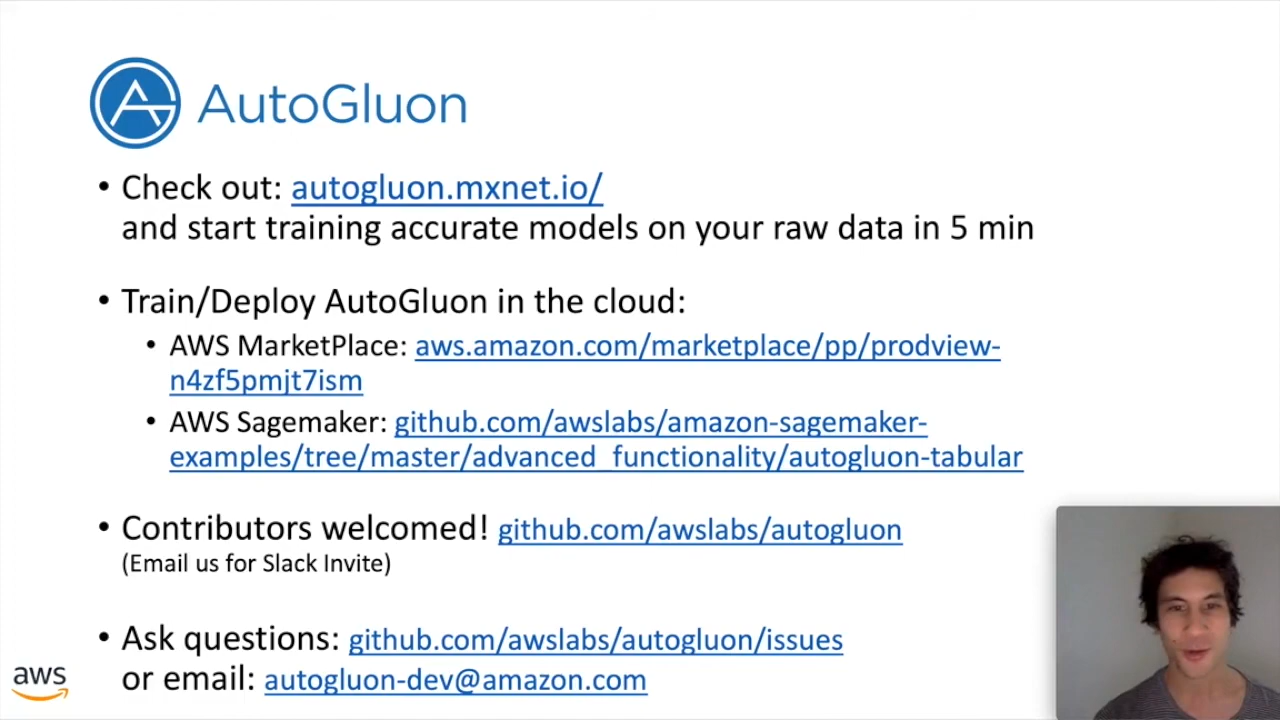 AutoGluon
• Check out: autogluon.mxnet.io/
and start training accurate models on your raw data in 5 min
• Train/Deploy AutoGluon in the cloud:
• AWS MarketPlace: aws.amazon.com/marketplace/pp/prodview-
n4zf5pmjt7ism
• AWS Sagemaker: github.com/awslabs/amazon-sagemaker-
examples/tree/master/advanced_functionality/autogluon-tabular
• Contributors welcomed! github.com/awslabs/autogluon
(Email us for Slack Invite)
• Ask questions: github.com/awslabs/autogluon/issues
or email: autogluon-dev@amazon.com
aws